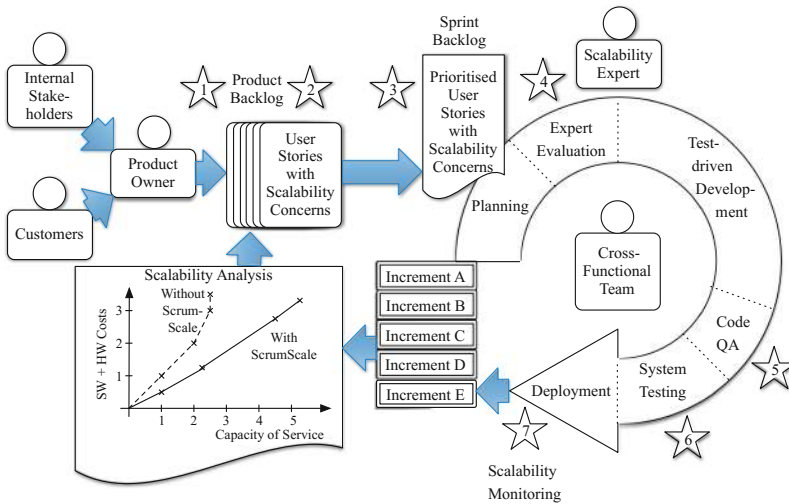 Internal
Stake-
holders
Product
Owner
Customers
1
Product
Backlog
2
User
Stories
with
Scalability
Concerns
3
Sprint
Backlog
Prioritised
User
Stories
with
Scalability
Concerns
4
Scalability
Expert
Planning
Expert
Evaluation
Test-
driven
Develop-
ment
Cross-
Functional
Team
Code
QA
5
System
Testing
6
Deployment
7
Scalability
Monitoring
Increment A
Increment B
Increment C
Increment D
Increment E
Scalability Analysis
Without
Scrum-
Scale
With
ScrumScale
SW + HW Costs
3
2
1
0
1
2
3
4
5
Capacity of Service